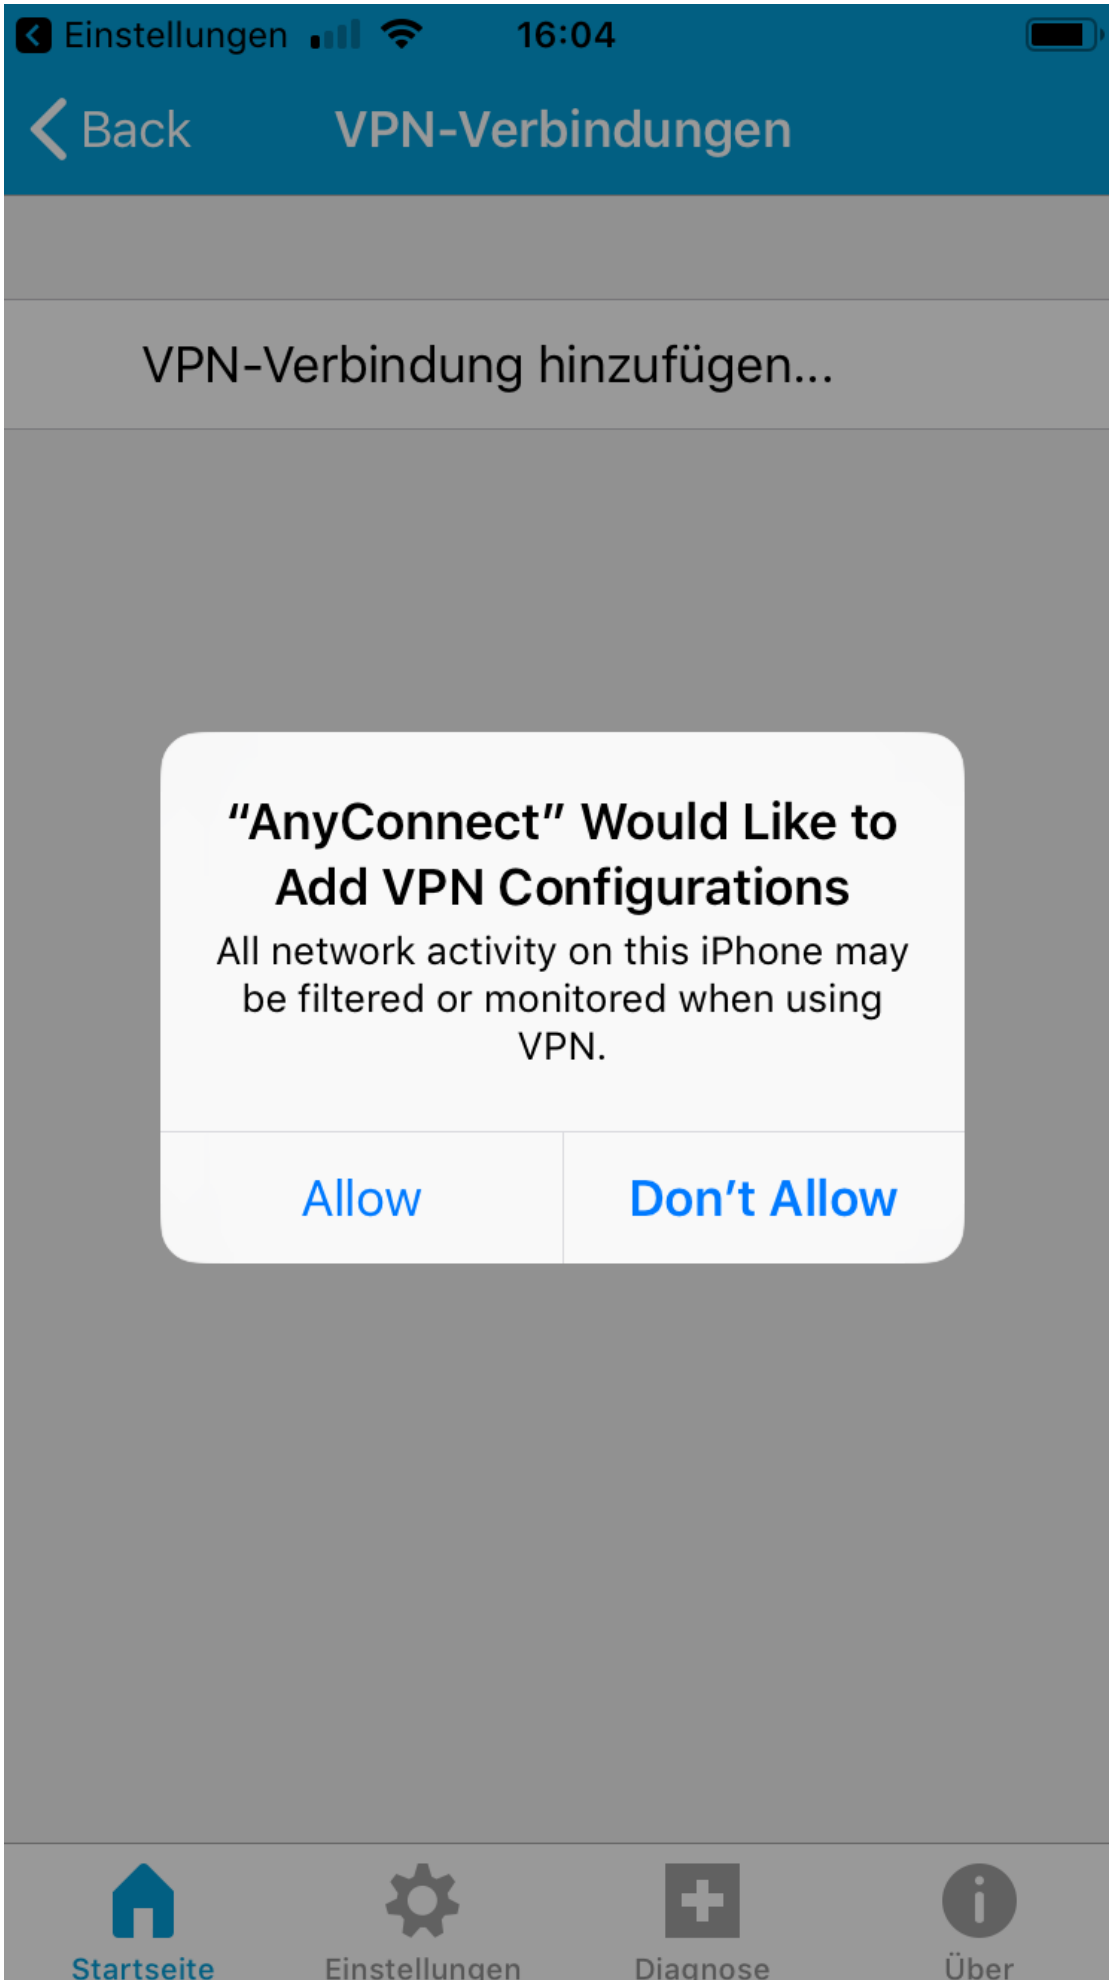 Einstellungen 16:04
Back VPN-Verbindungen
VPN-Verbindung hinzufügen...
“AnyConnect” Would Like to
Add VPN Configurations
All network activity on this iPhone may
be filtered or monitored when using
VPN.
Allow Don’t Allow
Startseite Einstellungen Diagnose Über